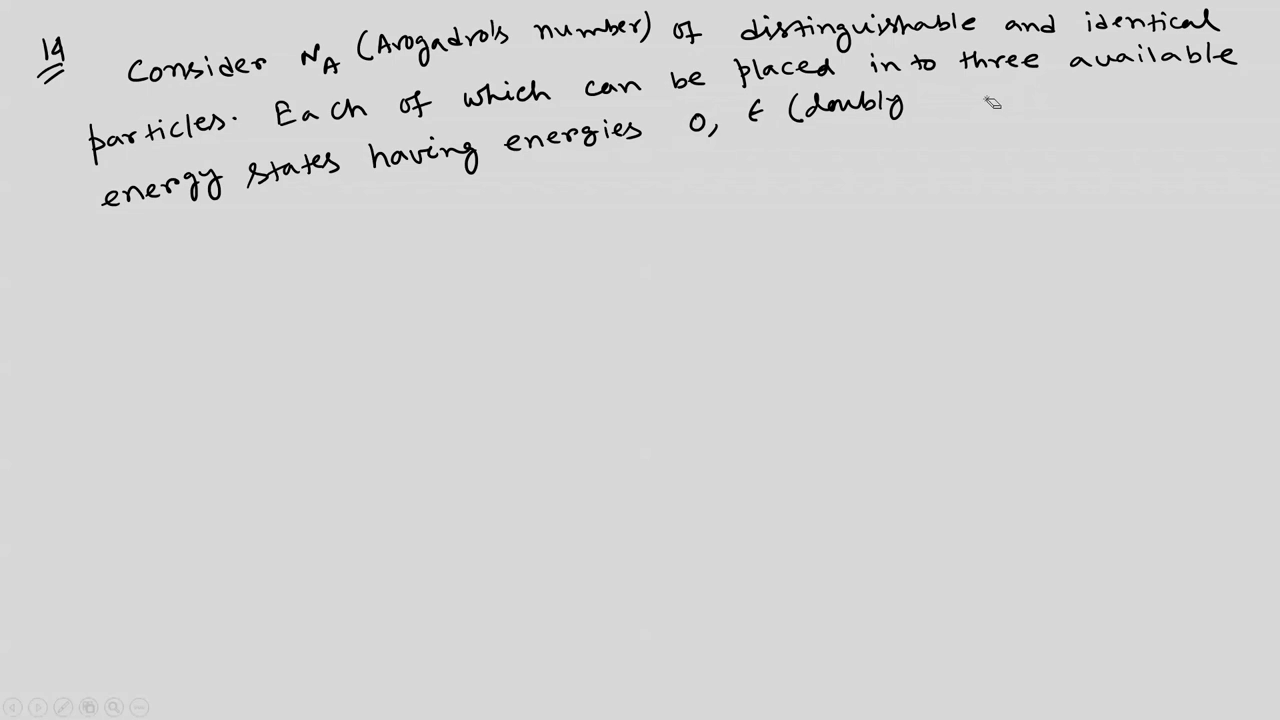 14 Consider N_A (Avogadro's number) of distinguishable and identical
particles. Each of which can be placed in to three available
energy states having energies 0, ϵ (doubly